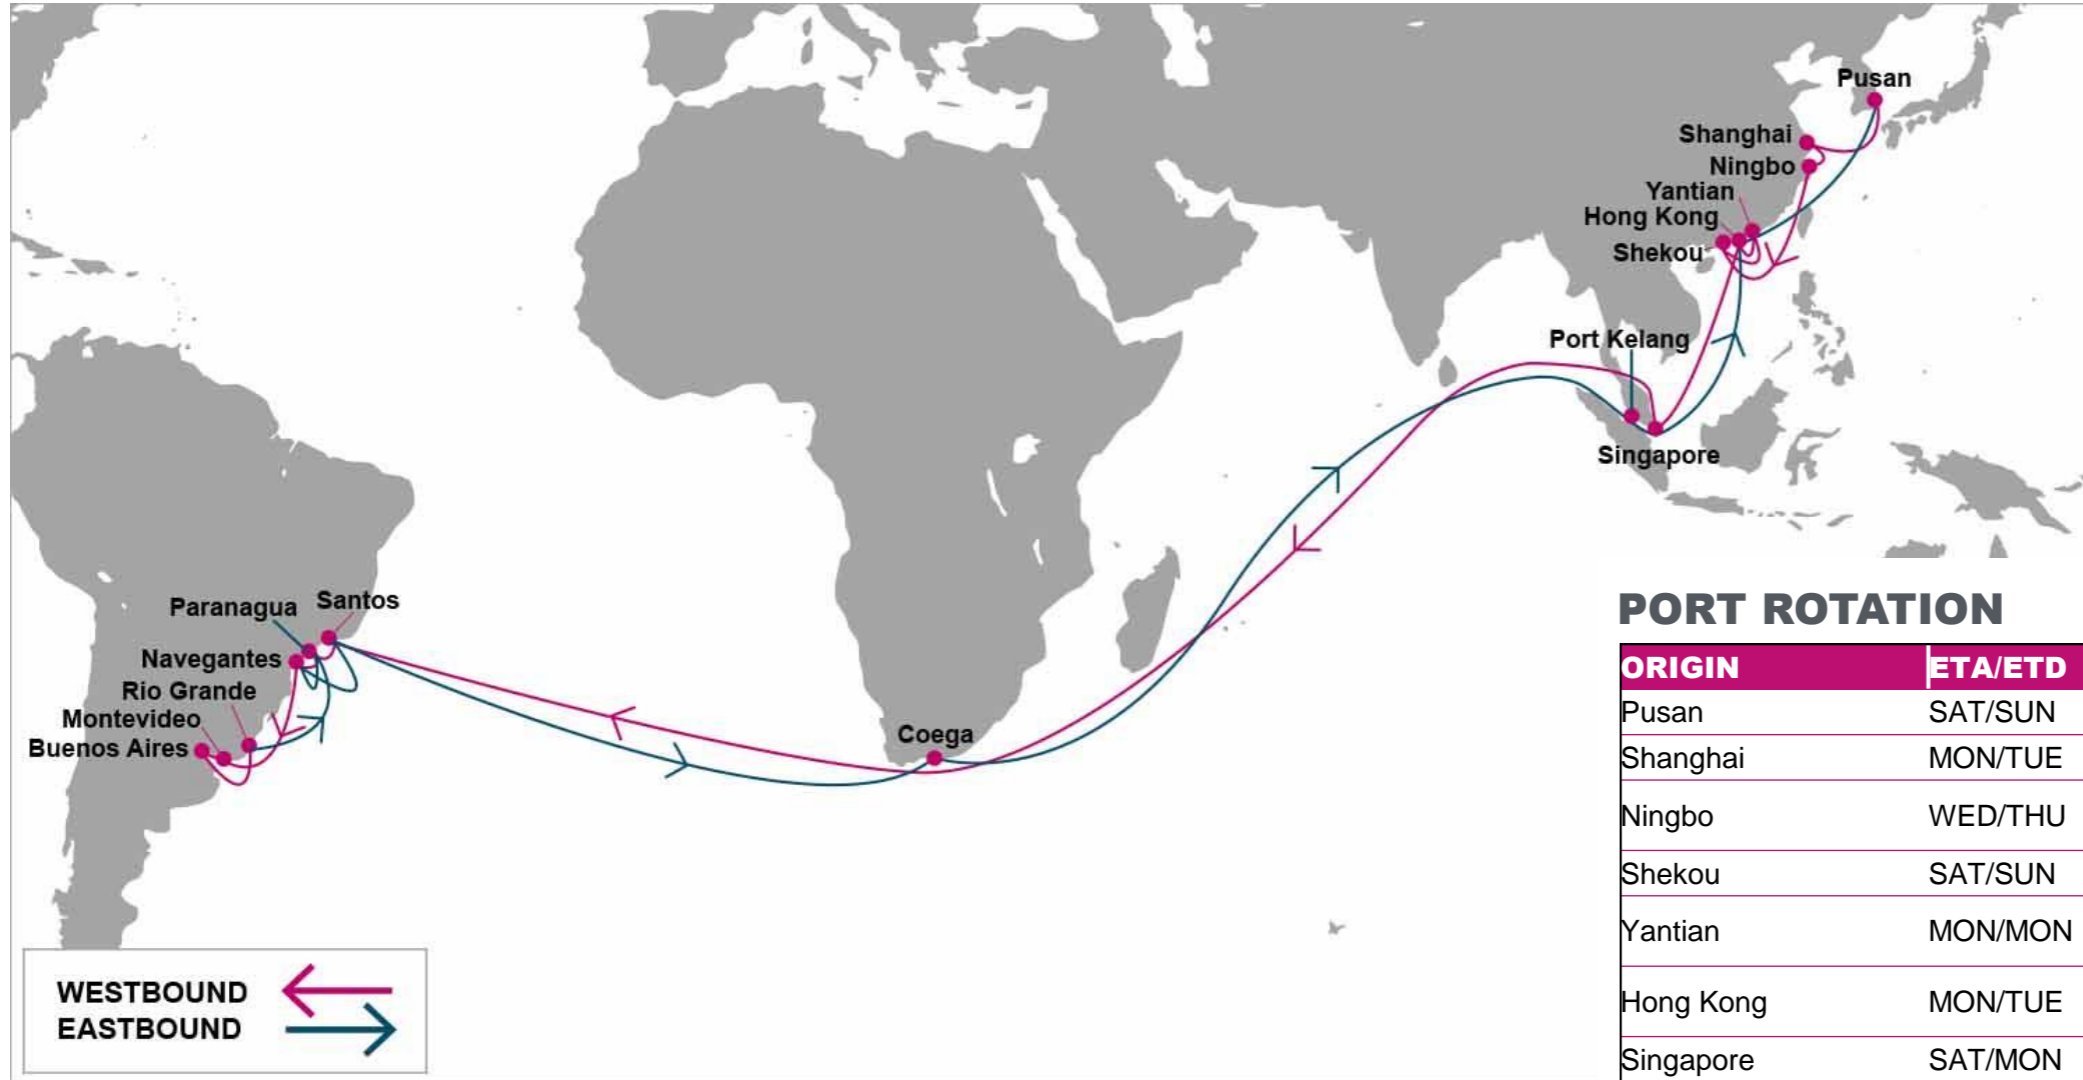 Pusan
Shanghai
Ningbo
Yantian
Hong Kong
Shekou
Port Kelang
Singapore
Paranagua Santos
Navegantes
Rio Grande
Montevideo
Buenos Aires
Coega
WESTBOUND
EASTBOUND
PORT ROTATION
ORIGIN ETA/ETD
Pusan SAT/SUN
Shanghai MON/TUE
Ningbo WED/THU
Shekou SAT/SUN
Yantian MON/MON
Hong Kong MON/TUE
Singapore SAT/MON